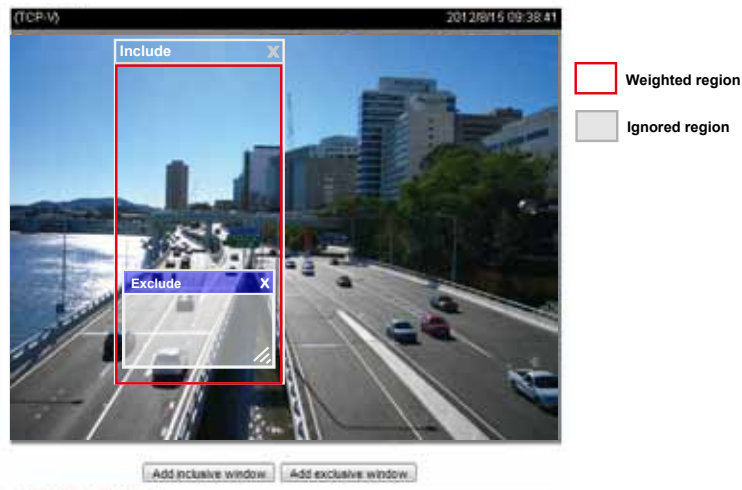 (TCP-V) 2012/8/15 09:38:41
Include X
Weighted region
Ignored region
Exclude X
Add inclusive window Add exclusive window